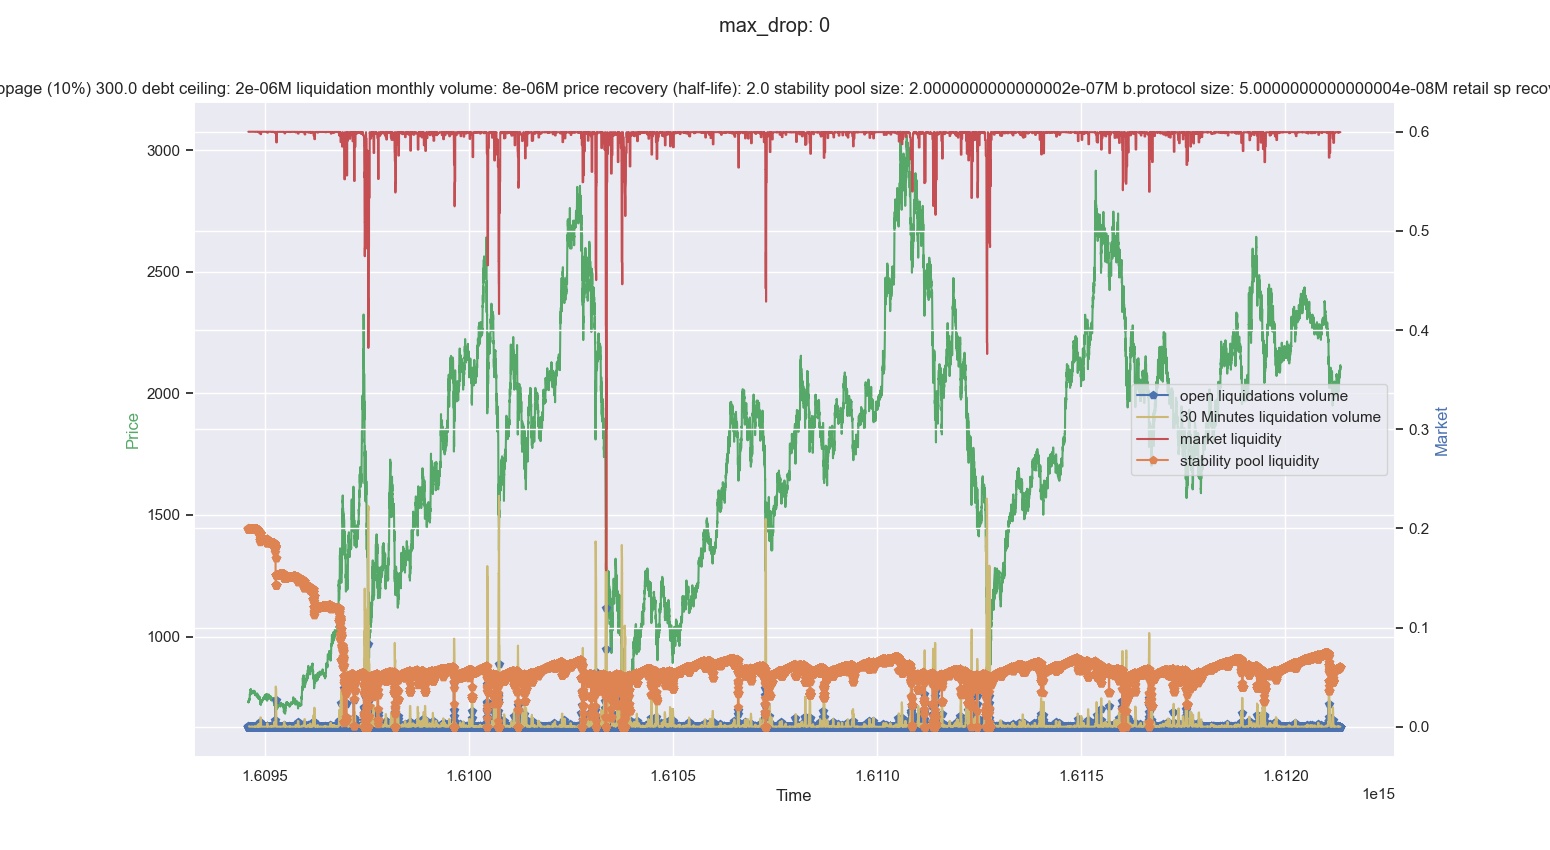 max_drop: 0
(10%) 300.0 debt ceiling: 2e-06M liquidation monthly volume: 8e-06M price recovery (half-life): 2.0 stability pool size: 2.0000000000000002e-07M b.protocol size: 5.0000000000000004e-08M retail sp
3000
2500
2000
1500
1000
Price
0.6
0.5
0.4
0.3
0.2
0.1
0.0
Market
open liquidations volume
30 Minutes liquidation volume
market liquidity
stability pool liquidity
1.6095 1.6100 1.6105 1.6110 1.6115 1.6120
Time
1e15